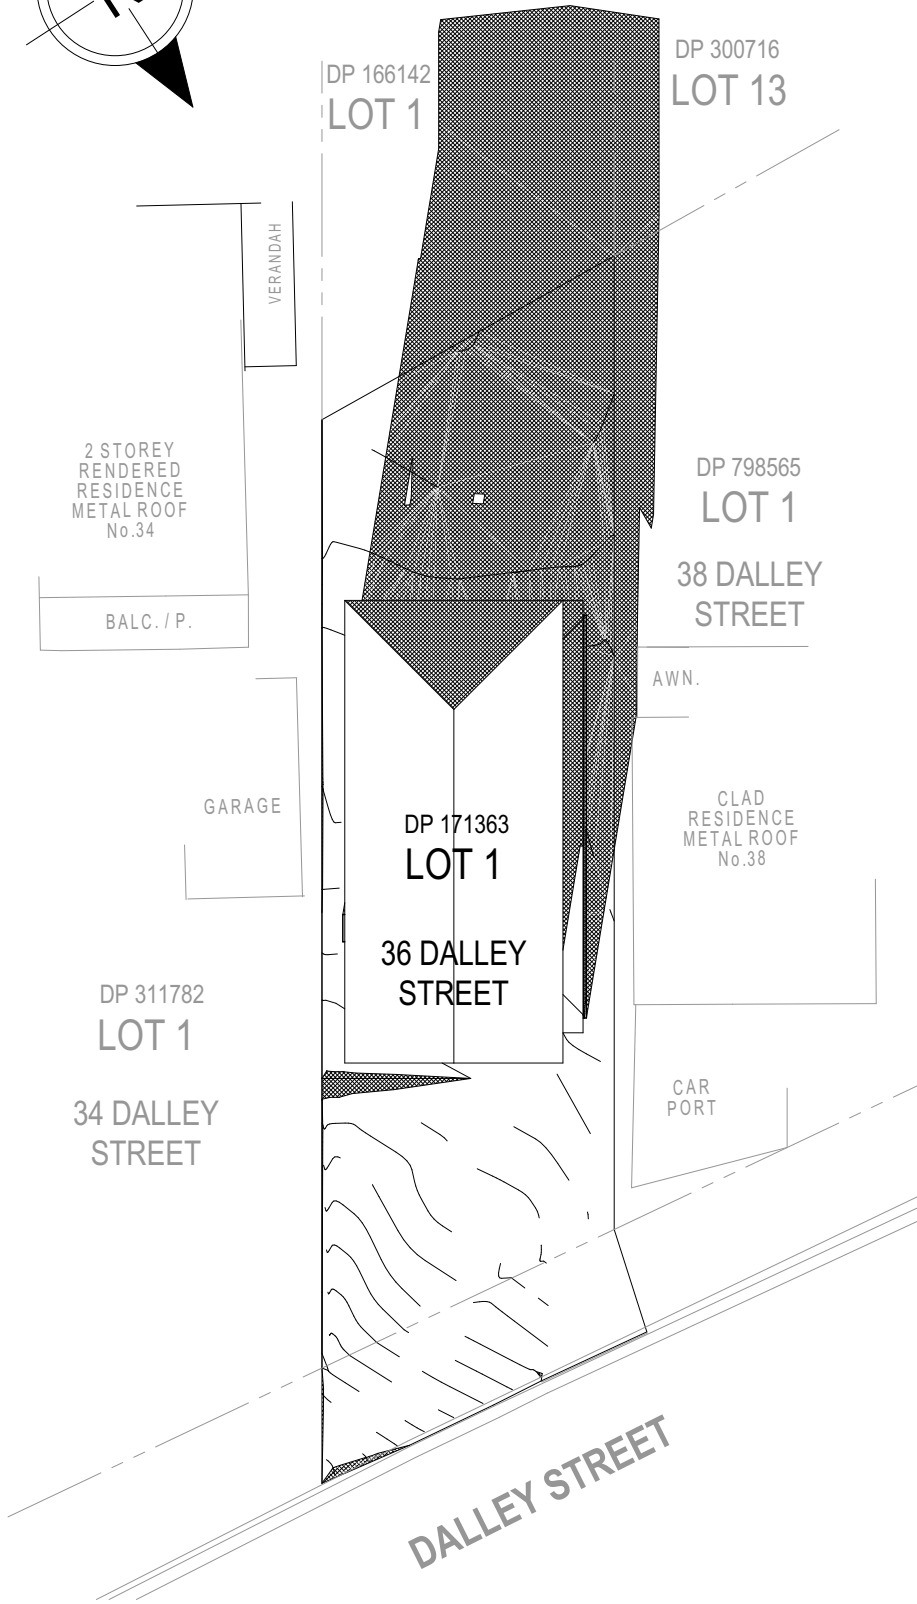 N
DP 166142
LOT 1
DP 300716
LOT 13
VERANDAH
2 STOREY
RENDERED
RESIDENCE
METAL ROOF
No.34
BALC. / P.
DP 798565
LOT 1
38 DALLEY
STREET
AWN.
GARAGE
DP 171363
LOT 1
36 DALLEY
STREET
CLAD
RESIDENCE
METAL ROOF
No.38
DP 311782
LOT 1
34 DALLEY
STREET
CAR
PORT
DALLEY STREET